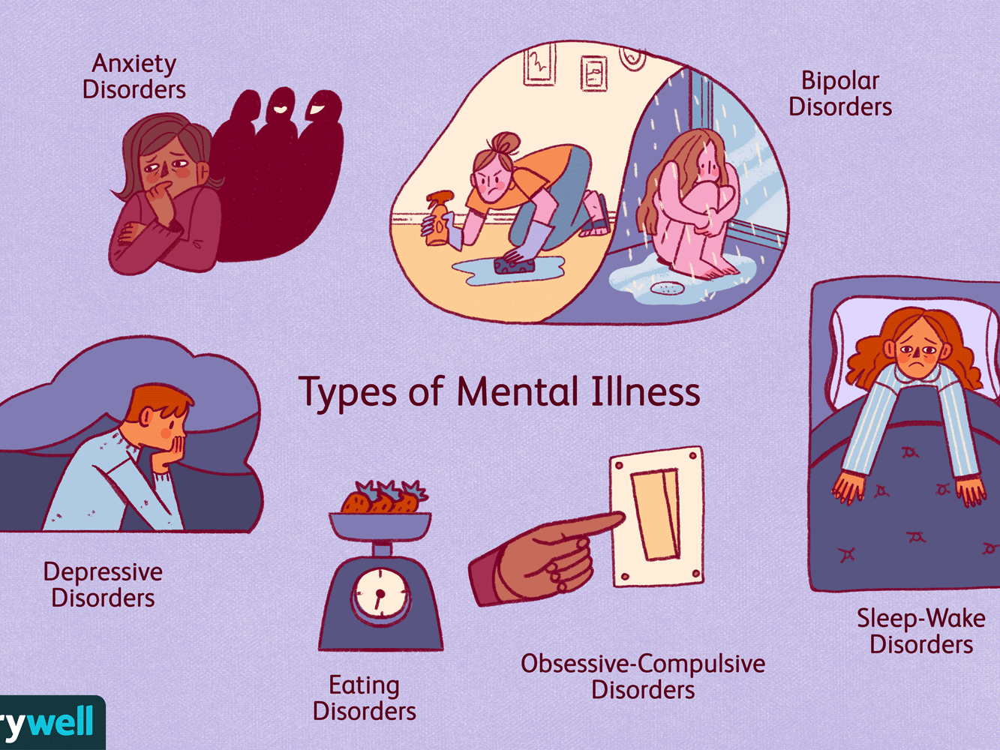 Anxiety
Disorders
Bipolar
Disorders
Types of Mental Illness
Depressive
Disorders
Eating
Disorders
Obsessive-Compulsive
Disorders
Sleep-Wake
Disorders
rywell